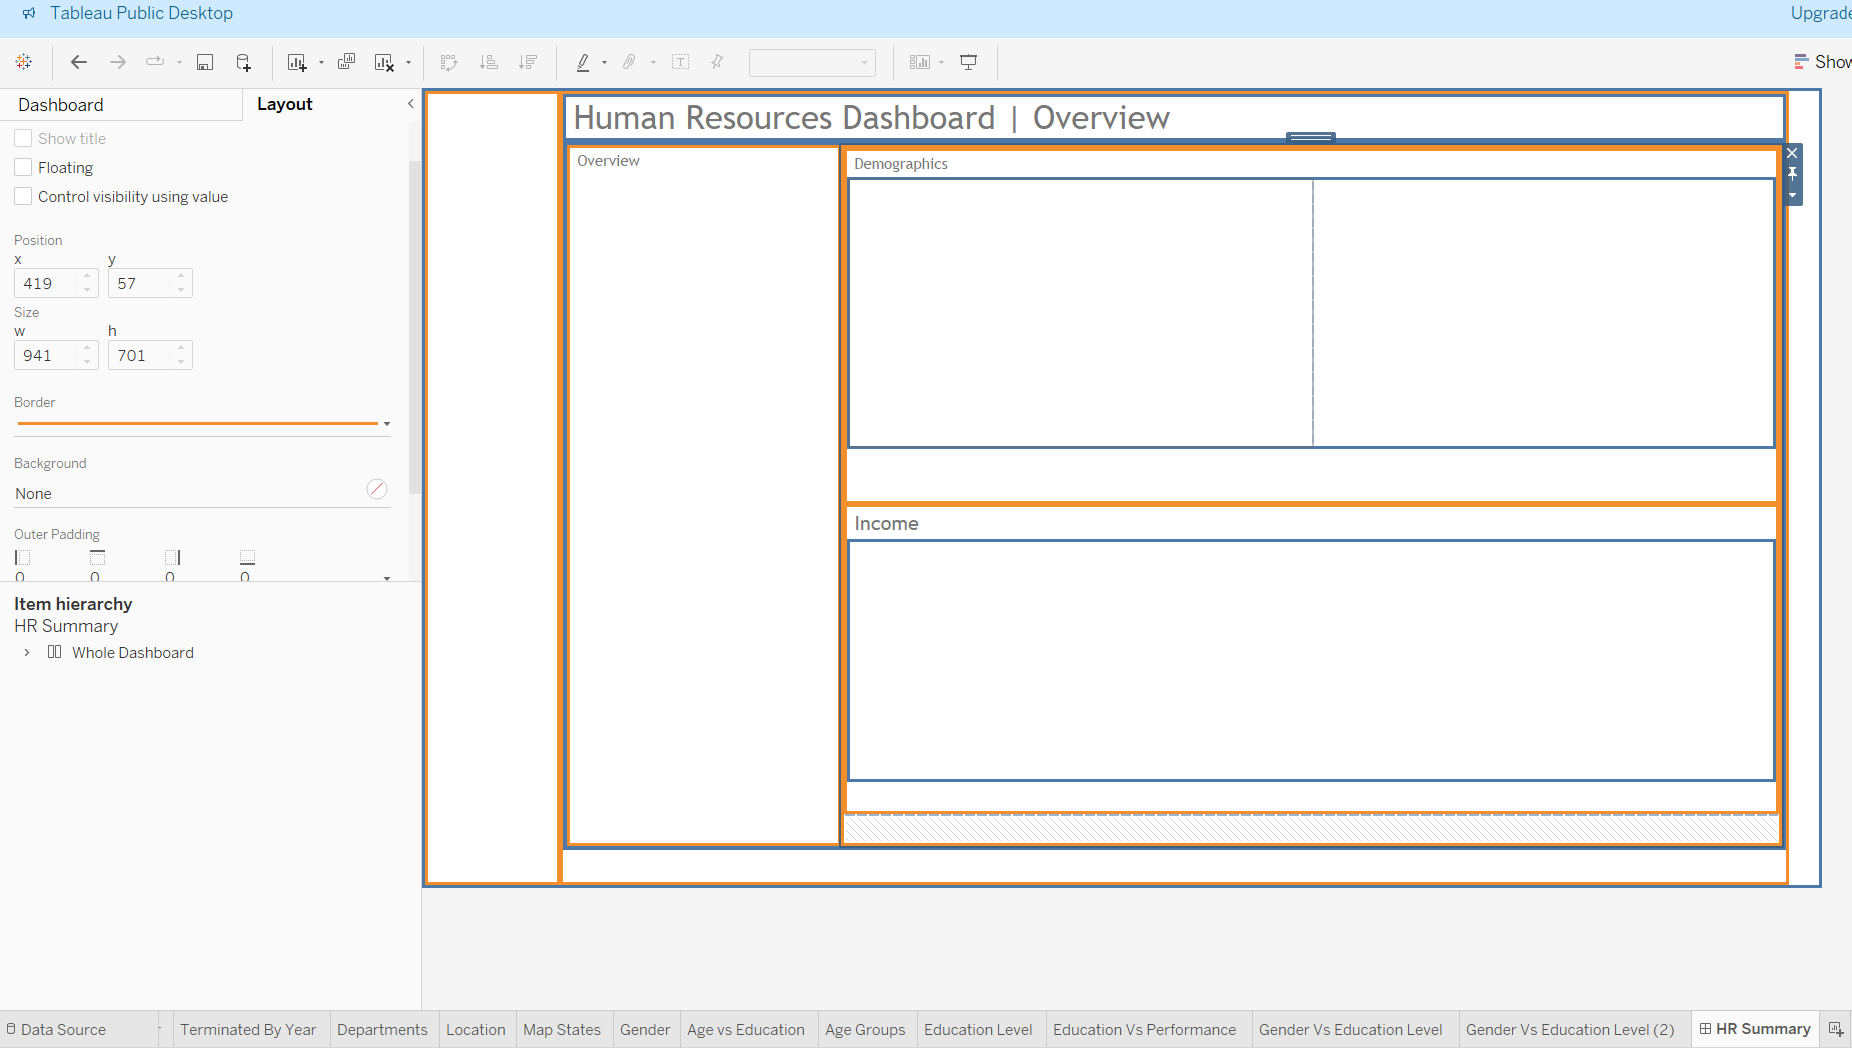 Tableau Public Desktop
Upgrade
Show
Dashboard
Layout
Show title
Floating
Control visibility using value
Position
x y
419 57
Size
w h
941 701
Border
Background
None
Outer Padding
0 0 0 0
Item hierarchy
HR Summary
Whole Dashboard
Human Resources Dashboard | Overview
Overview
Demographics
Income
Data Source Terminated By Year Departments Location Map States Gender Age vs Education Age Groups Education Level Education Vs Performance Gender Vs Education Level Gender Vs Education Level (2) HR Summary